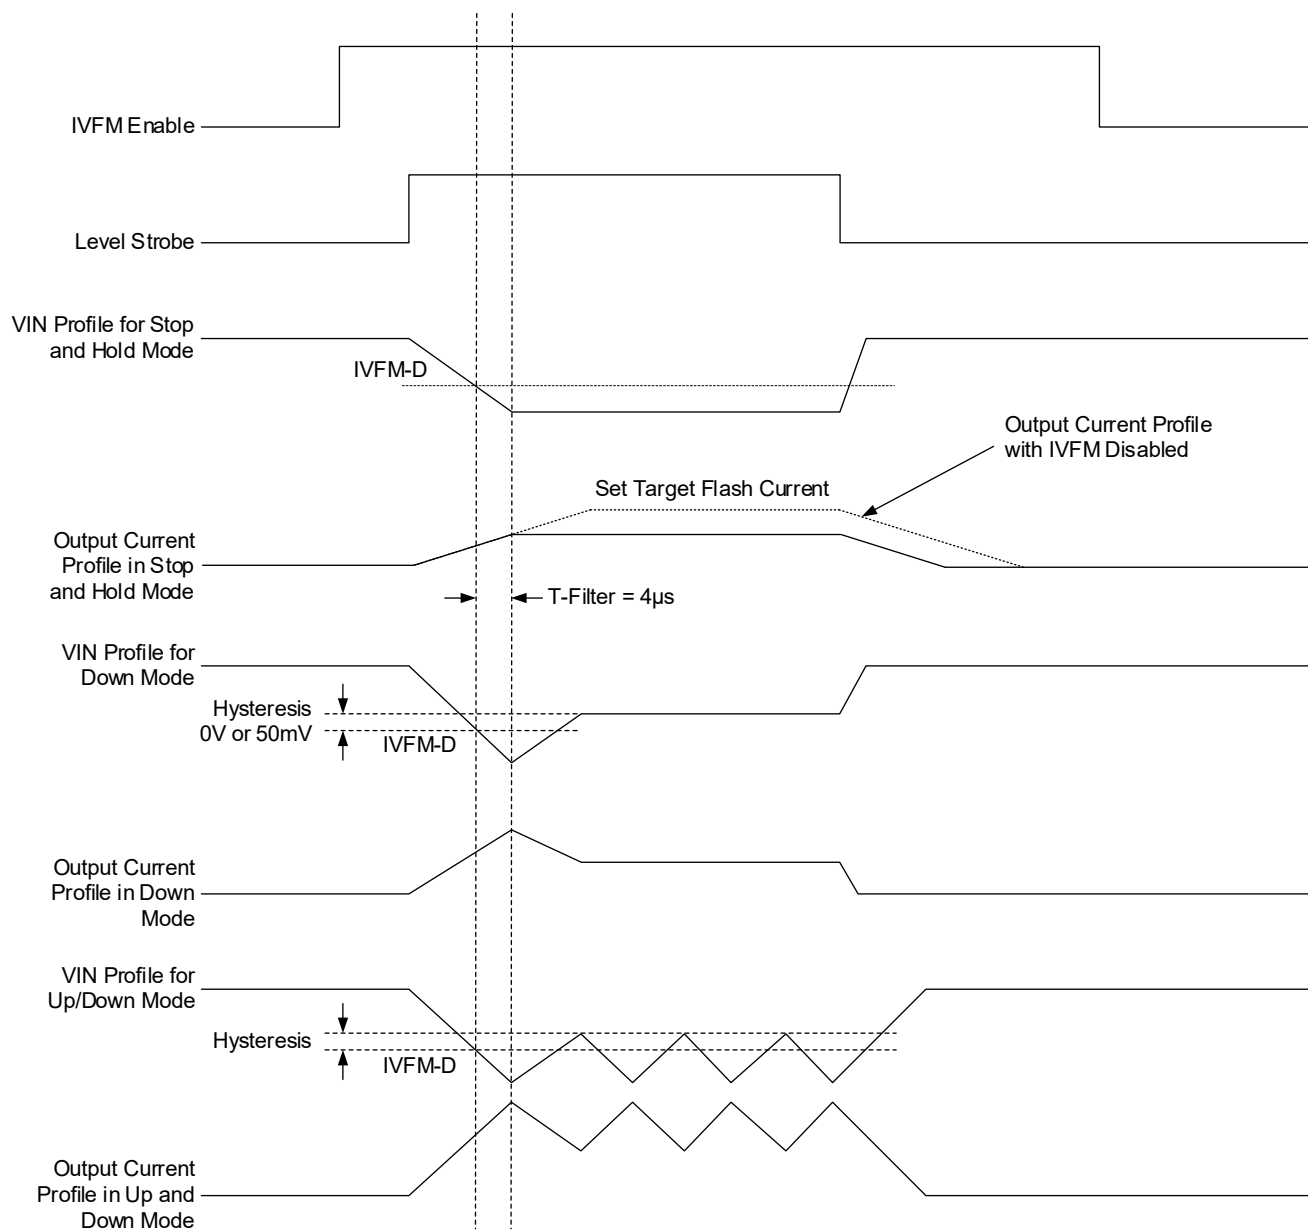 IVFM Enable
Level Strobe
VIN Profile for Stop
and Hold Mode
IVFM-D
Output Current Profile
with IVFM Disabled
Set Target Flash Current
Output Current
Profile in Stop
and Hold Mode
T-Filter = 4µs
VIN Profile for
Down Mode
Hysteresis
0V or 50mV
IVFM-D
Output Current
Profile in Down
Mode
VIN Profile for
Up/Down Mode
Hysteresis
IVFM-D
Output Current
Profile in Up and
Down Mode